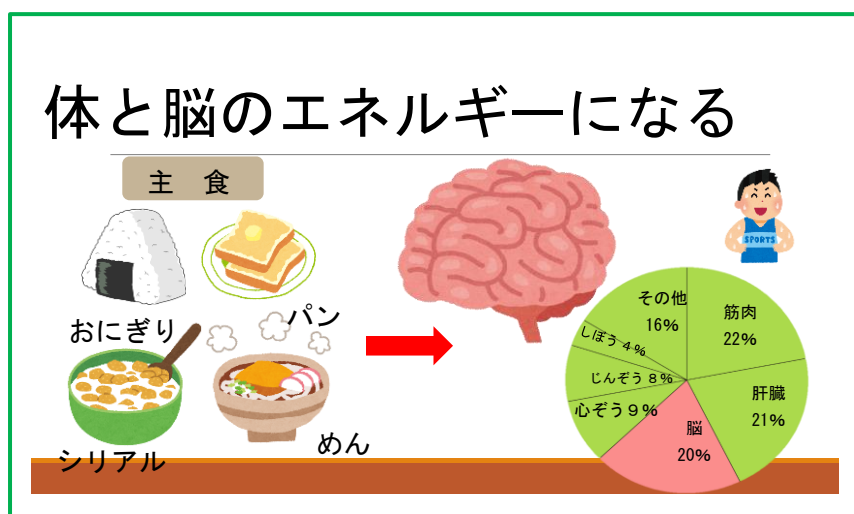 体と脳のエネルギーになる
主　食
おにぎり
パン
シリアル
めん
SPORTS
その他
16%
筋肉
22%
しぼう４%
じんぞう８%
心ぞう９%
肝臓
21%
脳
20%